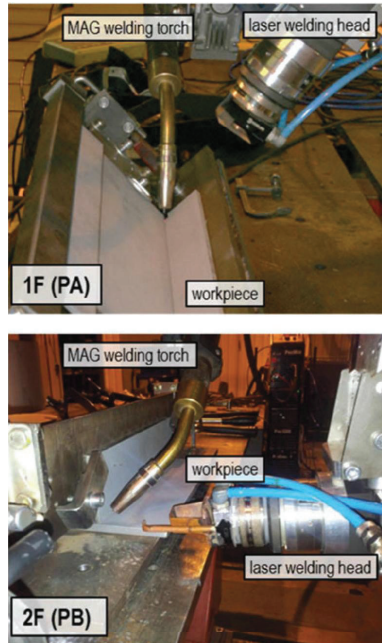 MAG welding torch
laser welding head
1F (PA)
workpiece
MAG welding torch
workpiece
laser welding head
2F (PB)